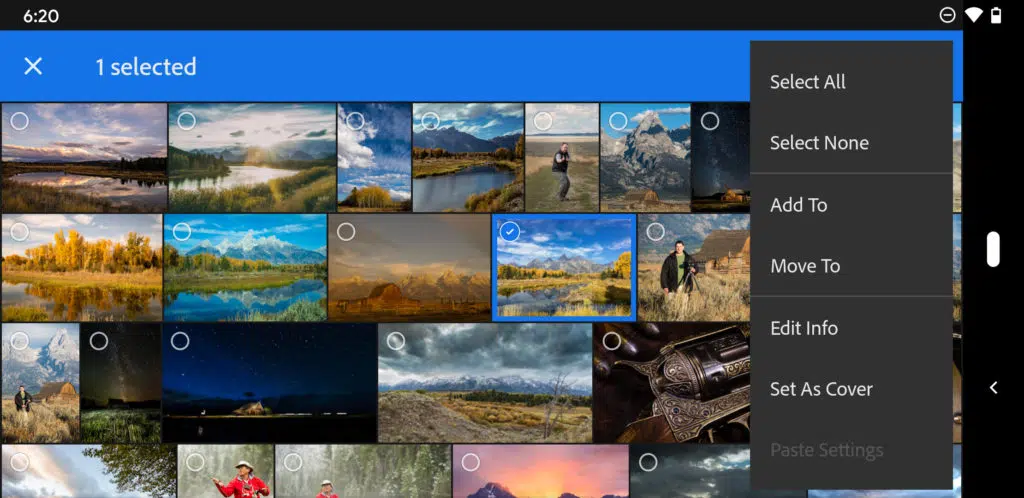 6:20
1 selected
Select All
Select None
Add To
Move To
Edit Info
Set As Cover
Paste Settings